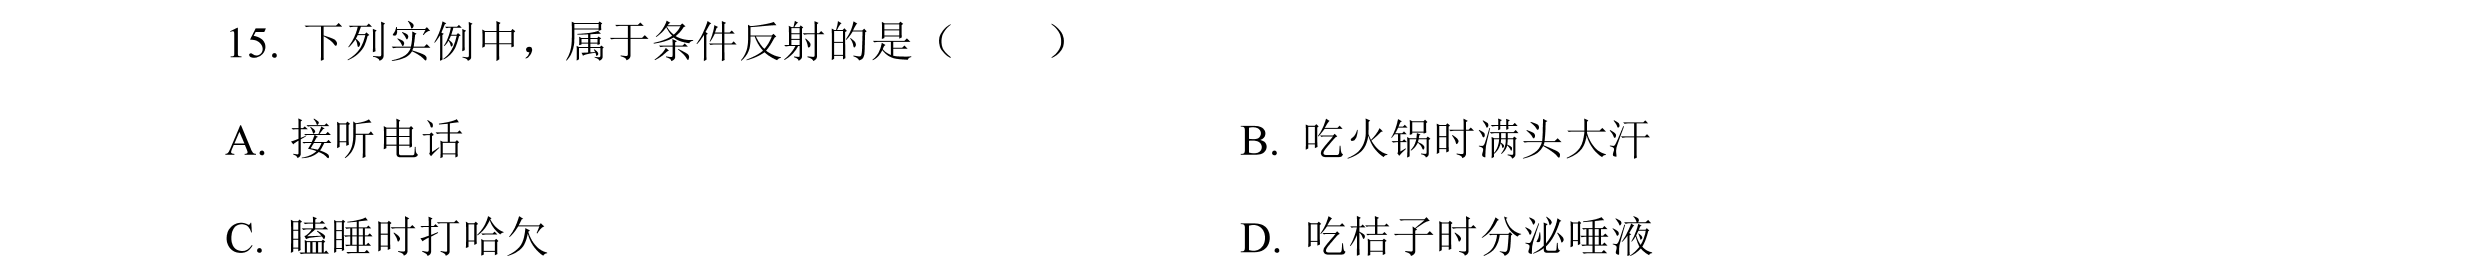 15. 下列实例中，属于条件反射的是（　　）
A. 接听电话　　B. 吃火锅时满头大汗
C. 瞌睡时打哈欠　　D. 吃桔子时分泌唾液